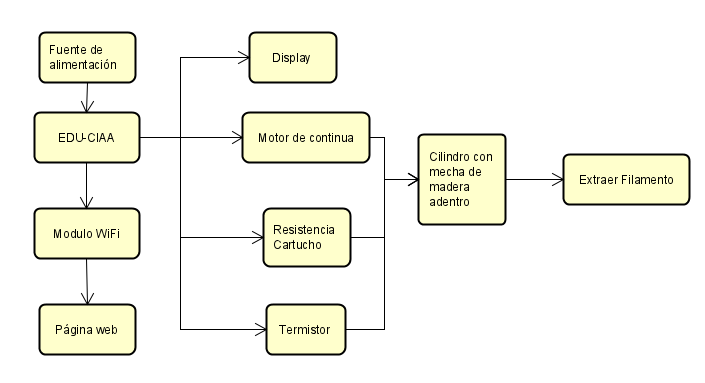 Fuente de
alimentación
Display
EDU-CIAA
Motor de continua
Cilindro con
mecha de
madera
adentro
Extraer Filamento
Modulo WiFi
Resistencia
Cartucho
Página web
Termistor